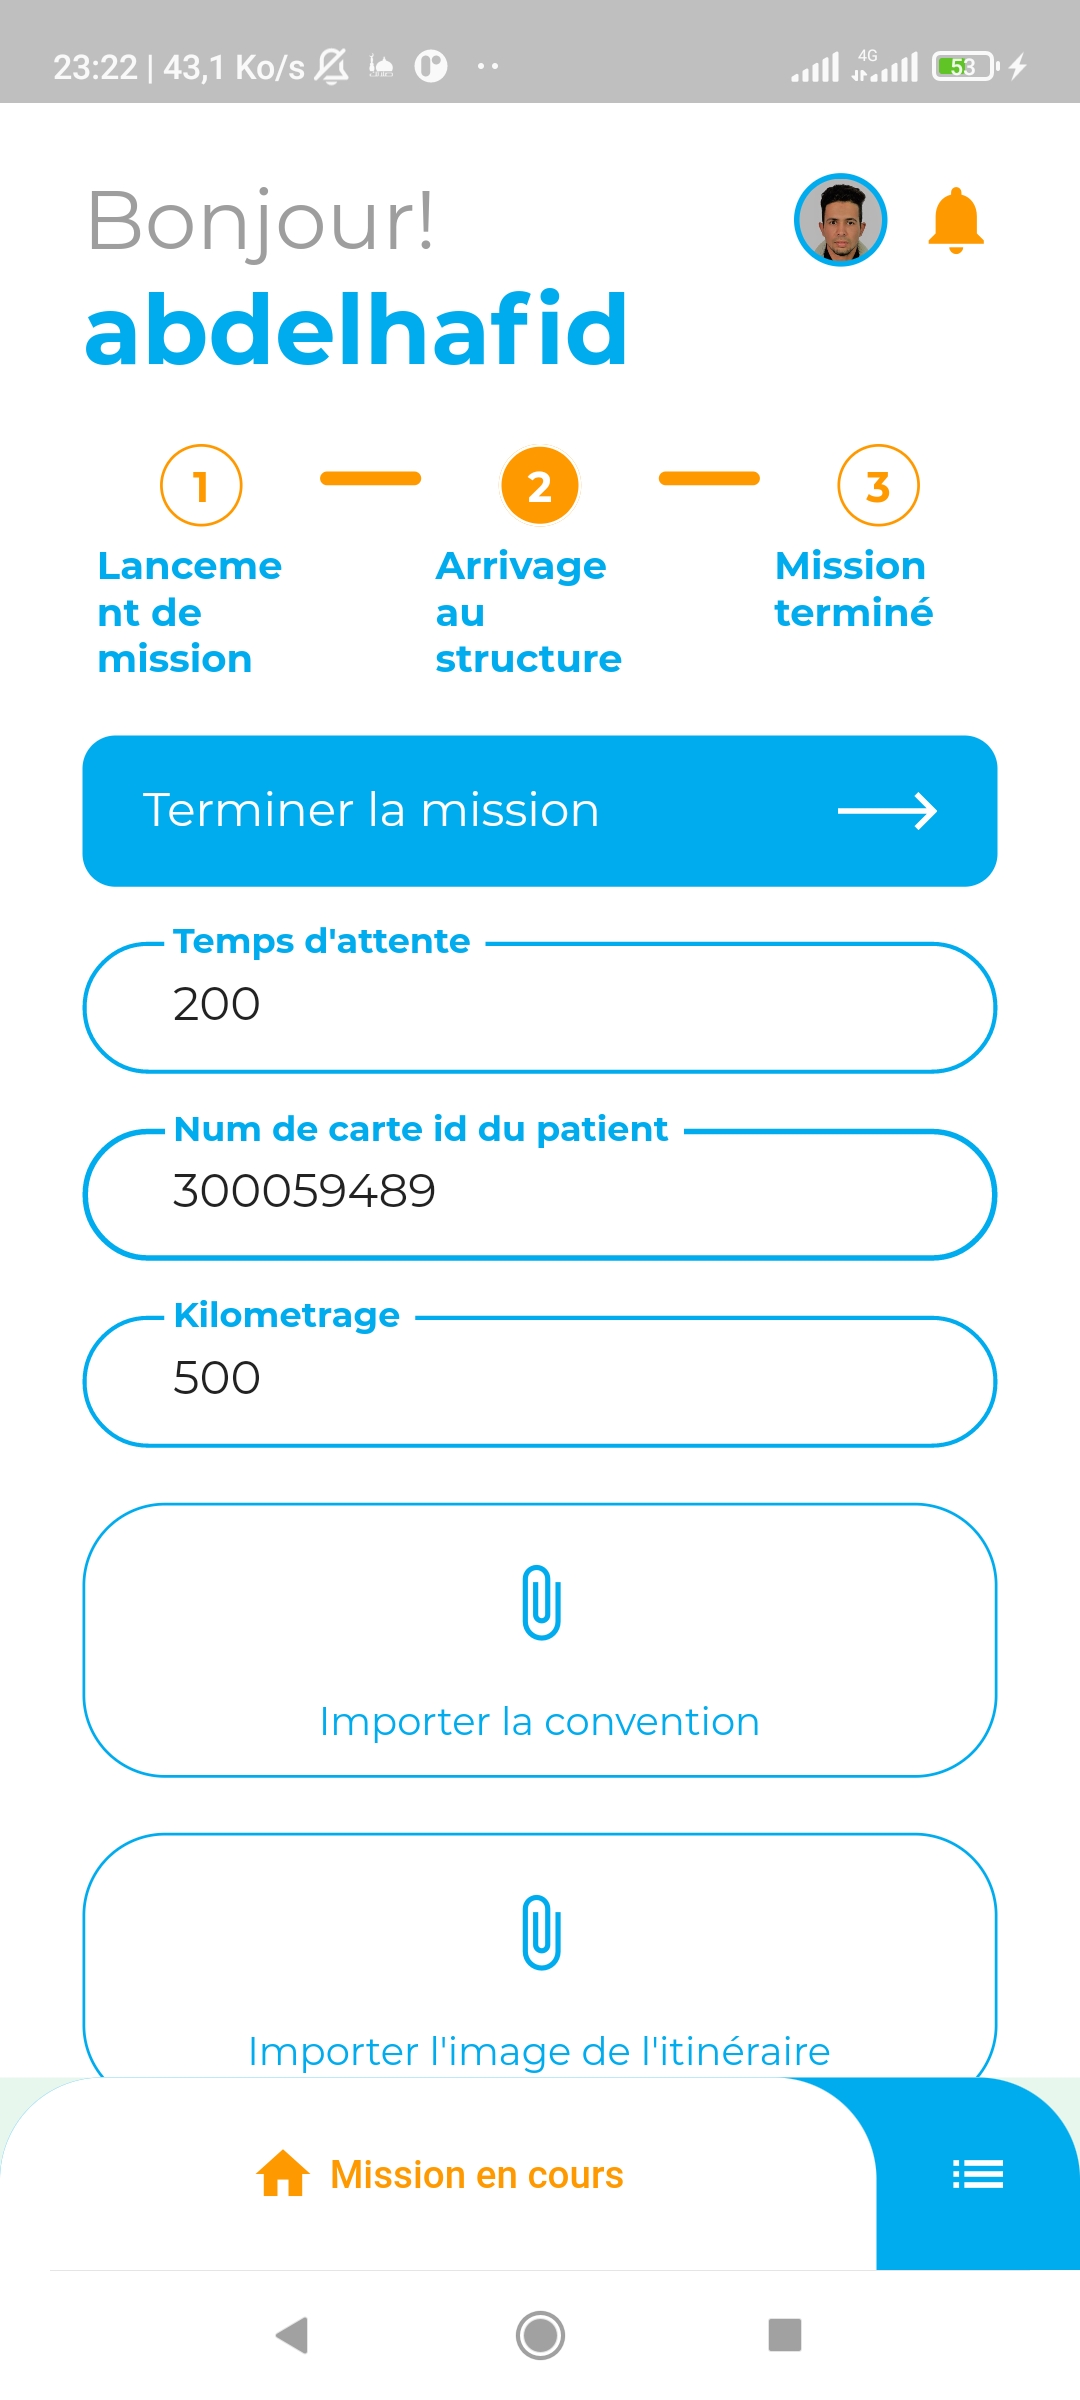 23:22 | 43,1 Ko/s
4G
53
Bonjour!
abdelhafid
1
2
3
Lanceme
nt de
mission
Arrivage
au
structure
Mission
terminé
Terminer la mission
Temps d'attente
200
Num de carte id du patient
300059489
Kilometrage
500
Importer la convention
Importer l'image de l'itinéraire
Mission en cours